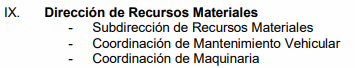 IX. Dirección de Recursos Materiales
- Subdirección de Recursos Materiales
- Coordinación de Mantenimiento Vehicular
- Coordinación de Maquinaria